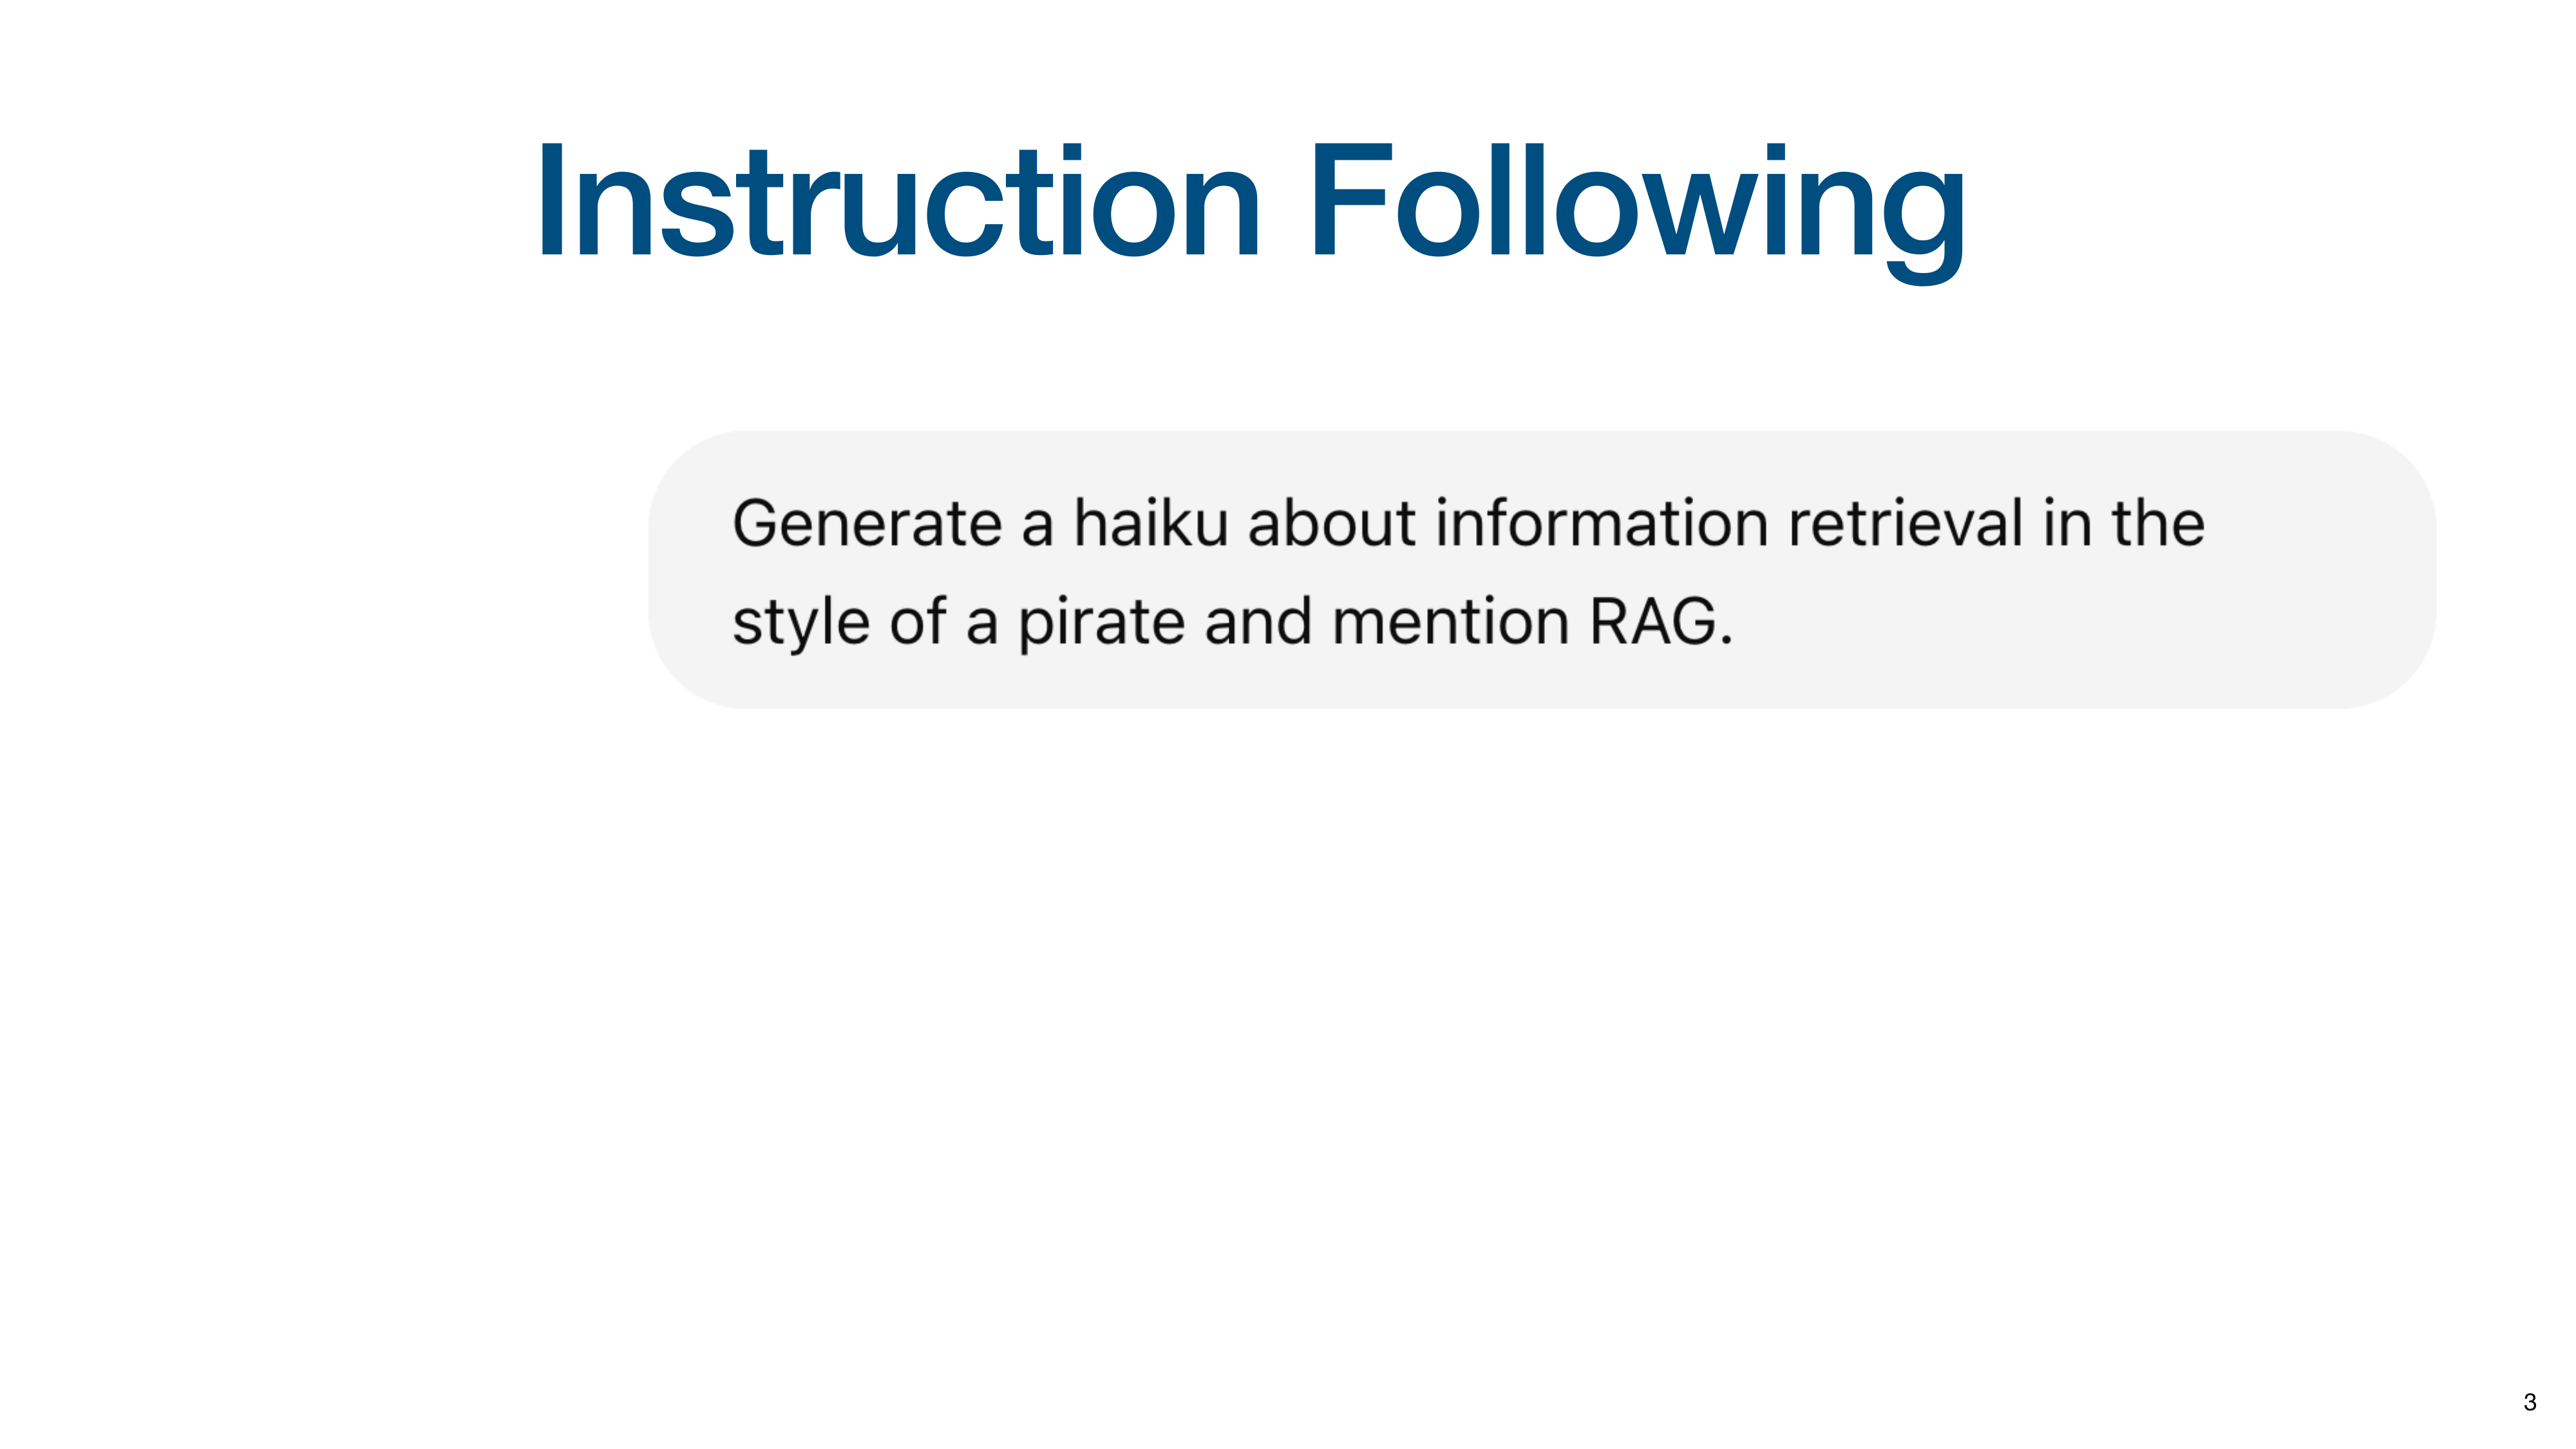 Instruction Following
Generate a haiku about information retrieval in the
style of a pirate and mention RAG.
3